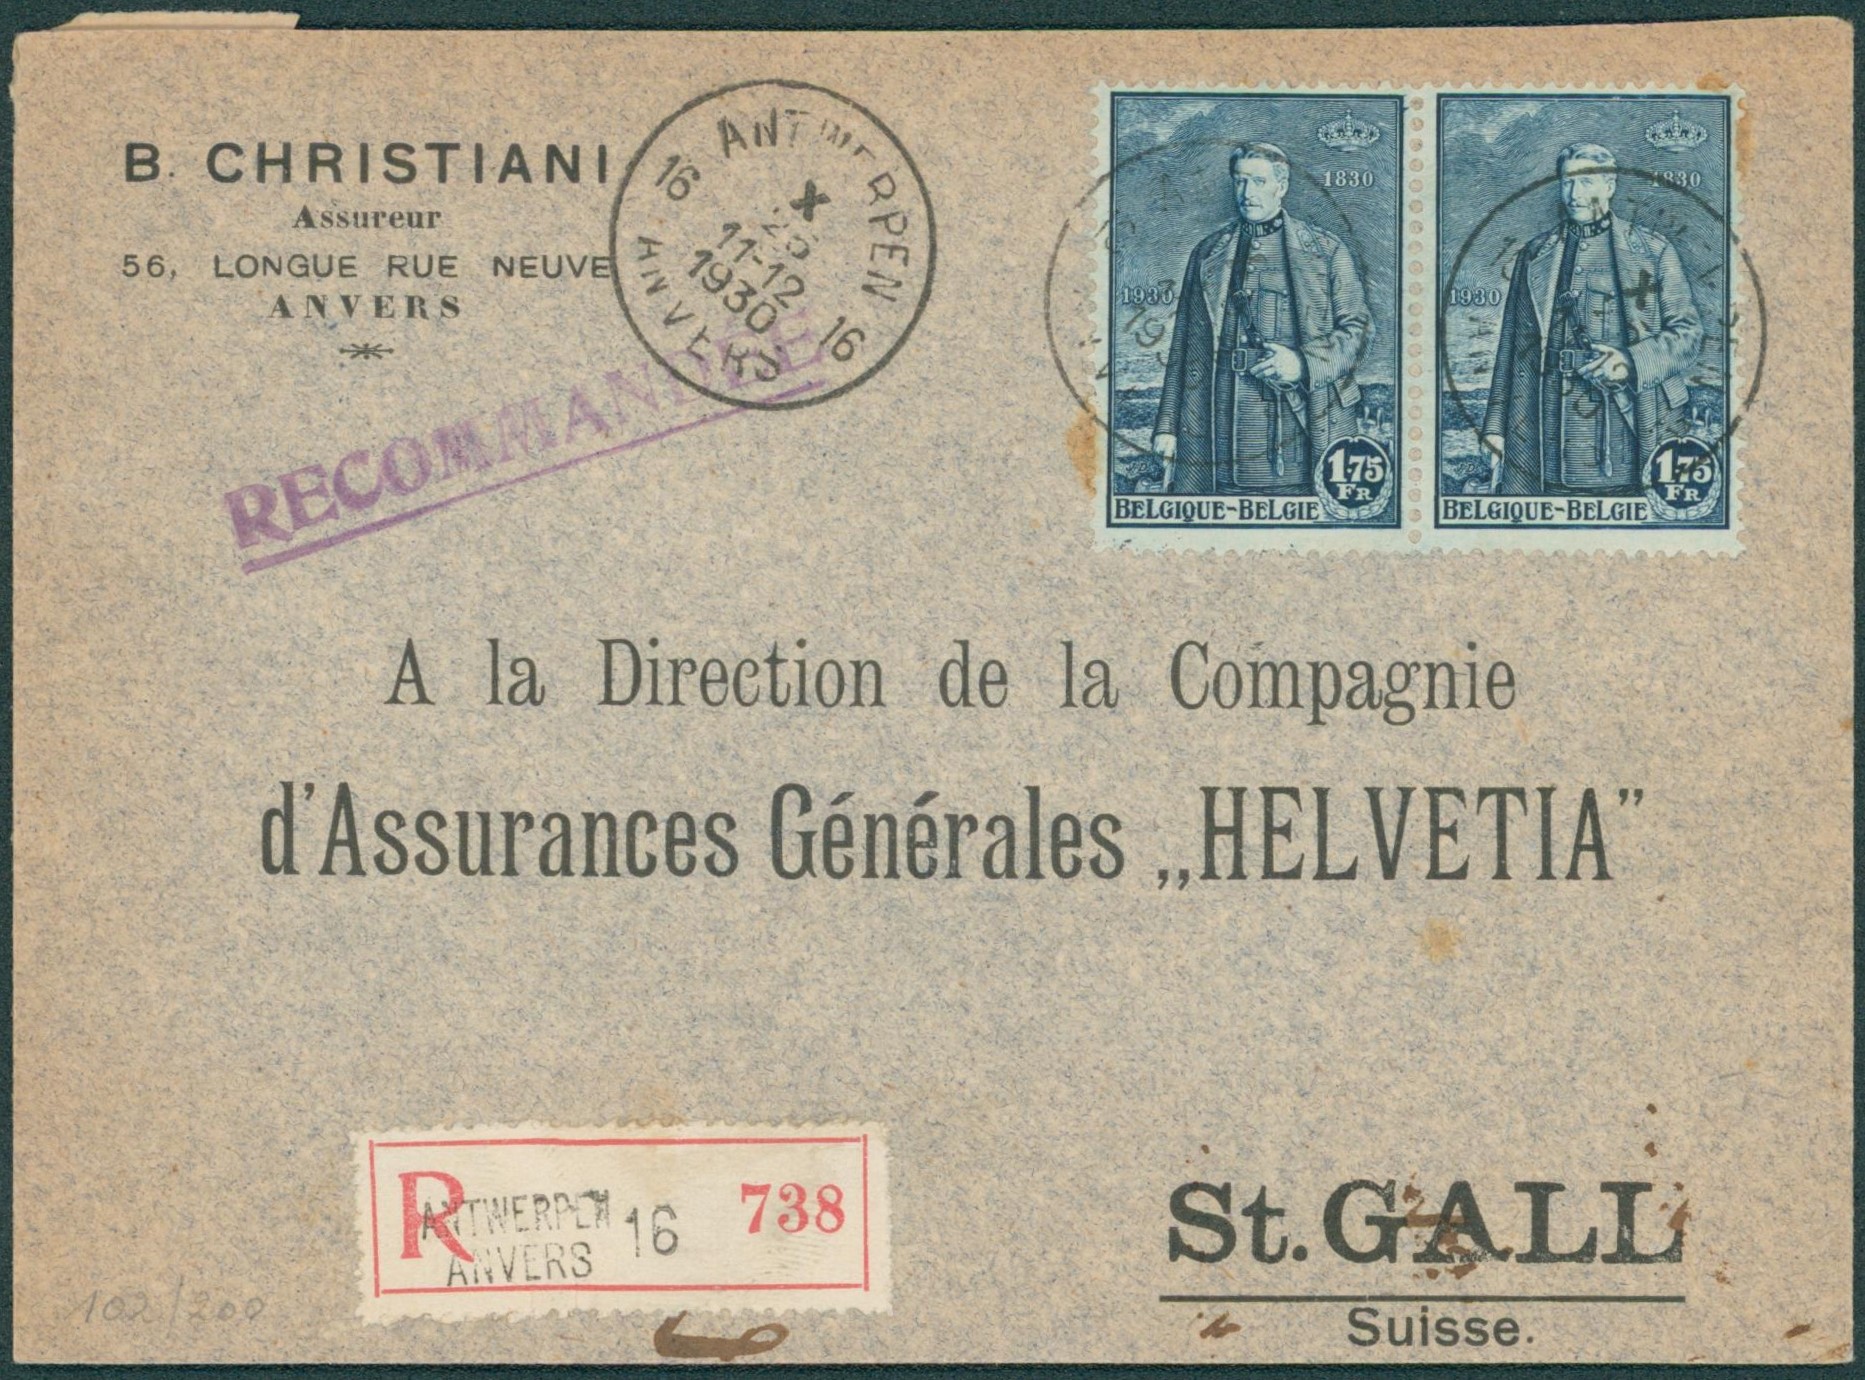 B. CHRISTIANI
Assureur
56, LONGUE RUE NEUVE
ANVERS
ANTWERPEN
16 16
X
11-12
1930
ANVERS
RECOMMANDÉE
1830
1930
1.75
FR
BELGIQUE-BELGIE
1830
1930
1.75
FR
BELGIQUE-BELGIE
A la Direction de la Compagnie
d'Assurances Générales „HELVETIA”
R
ANTWERPEN
ANVERS
16
738
St. GALL
Suisse.
102/200